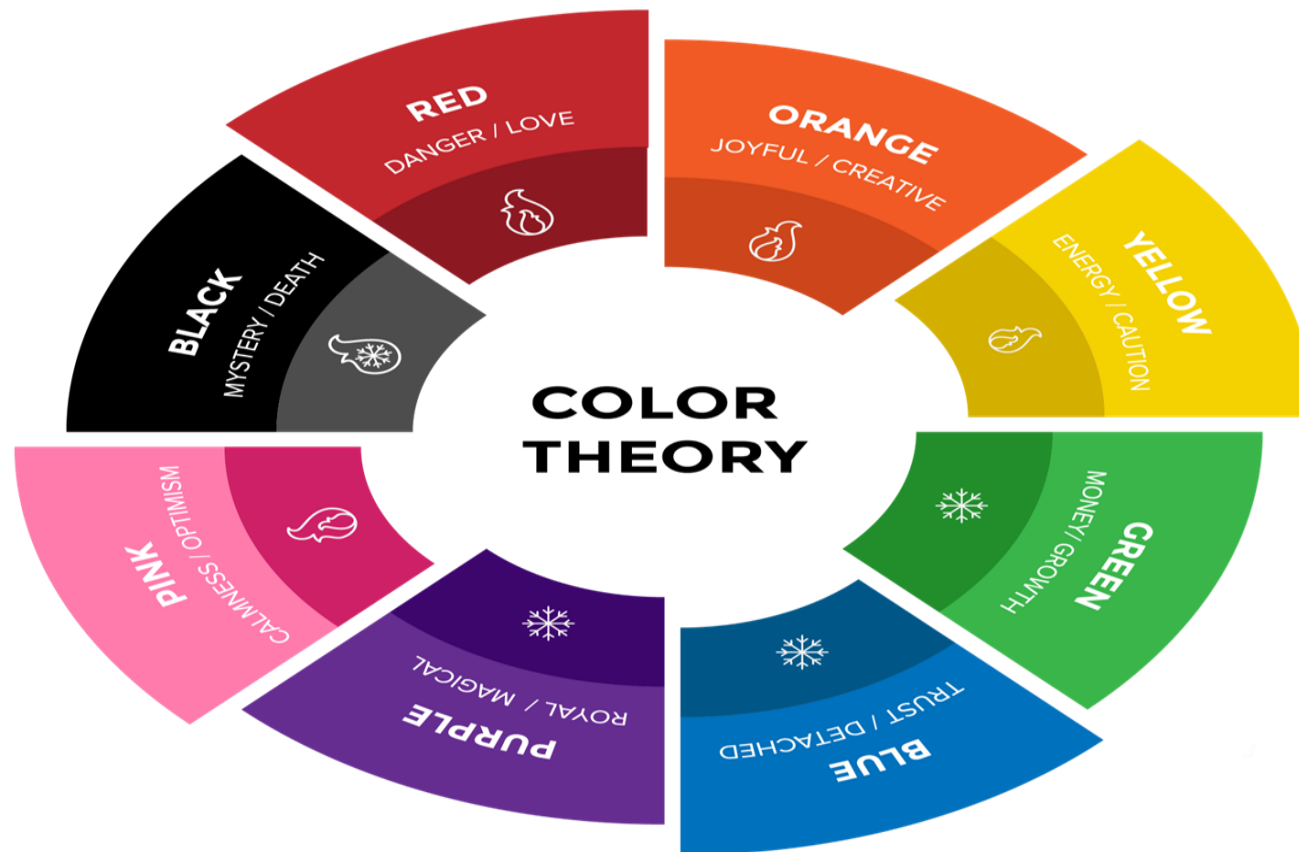 RED
DANGER / LOVE
ORANGE
JOYFUL / CREATIVE
YELLOW
ENERGY / CAUTION
GREEN
MONEY/ GROWTH
BLUE
TRUST / DETACHED
PURPLE
ROYAL / MAGICAL
PINK
CALMNESS / OPTIMISM
BLACK
MYSTERY / DEATH
COLOR
THEORY